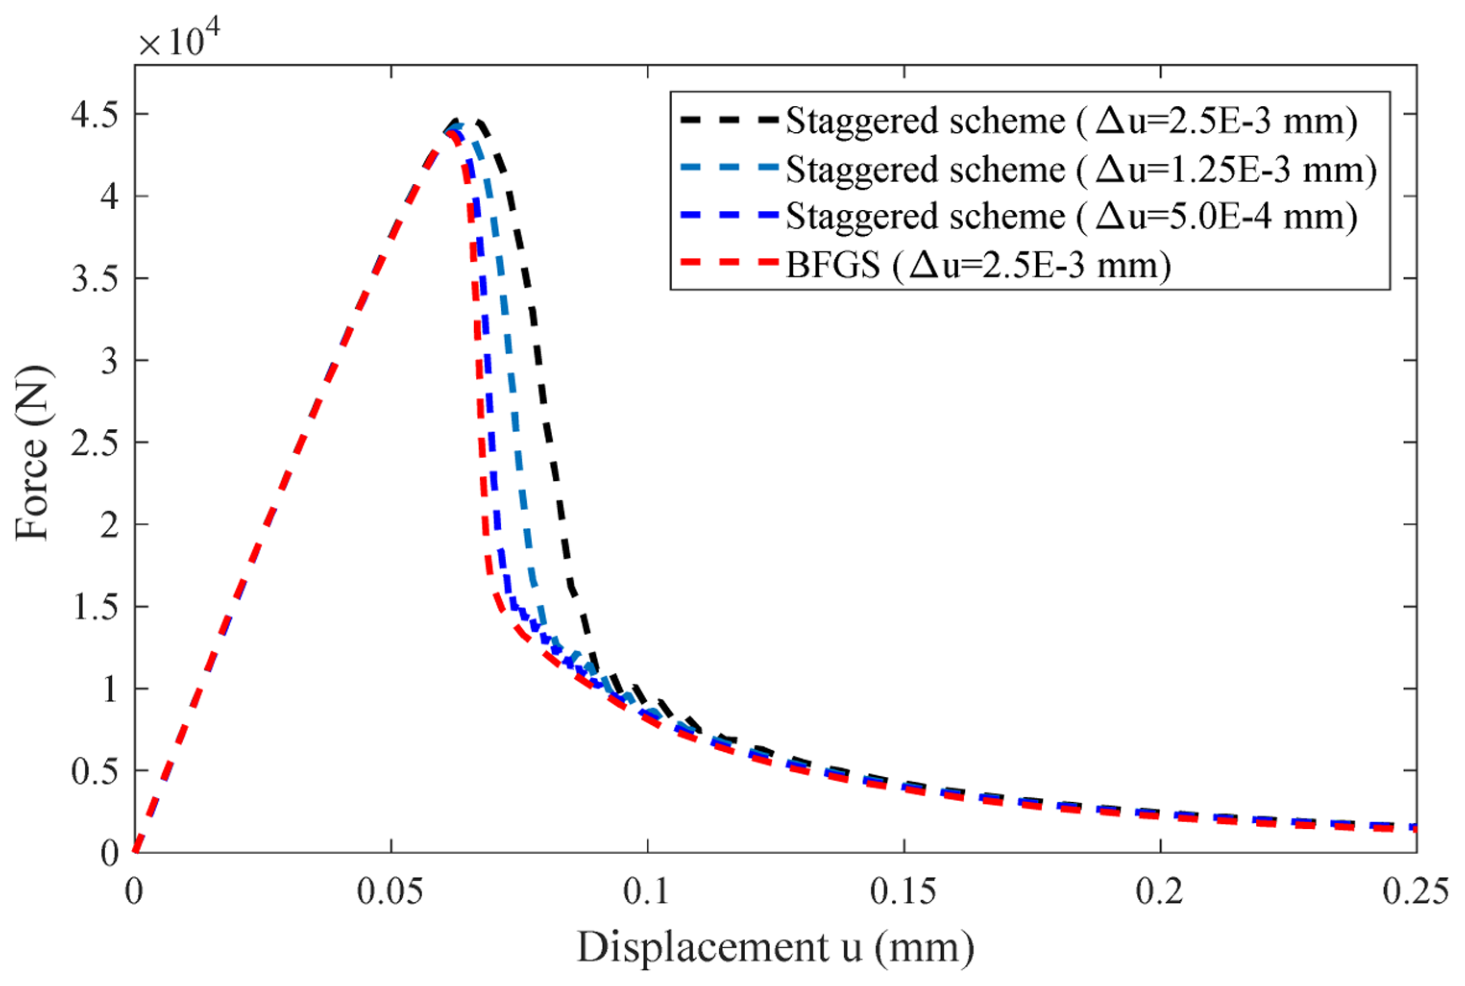 ×10⁴
4.5
4
3.5
3
2.5
2
1.5
1
0.5
0
Force (N)
Staggered scheme ( Δu=2.5E-3 mm)
Staggered scheme ( Δu=1.25E-3 mm)
Staggered scheme ( Δu=5.0E-4 mm)
BFGS ( Δu=2.5E-3 mm)
0 0.05 0.1 0.15 0.2 0.25
Displacement u (mm)